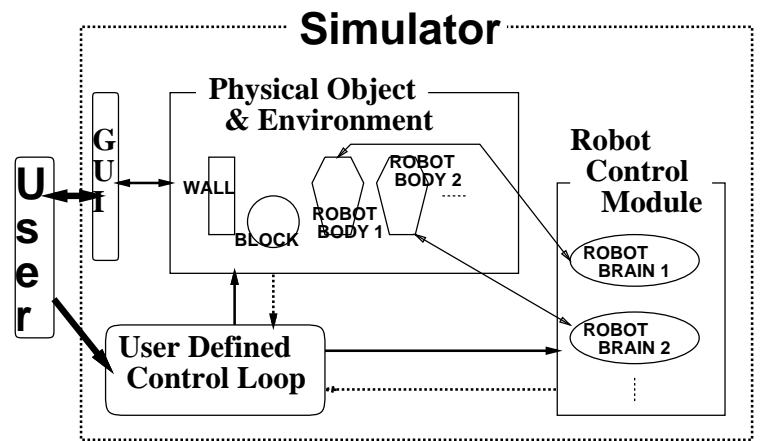 Simulator
Physical Object
& Environment
G
U
I
User
WALL
BLOCK
ROBOT
BODY 1
ROBOT
BODY 2
Robot
Control
Module
ROBOT
BRAIN 1
ROBOT
BRAIN 2
User Defined
Control Loop